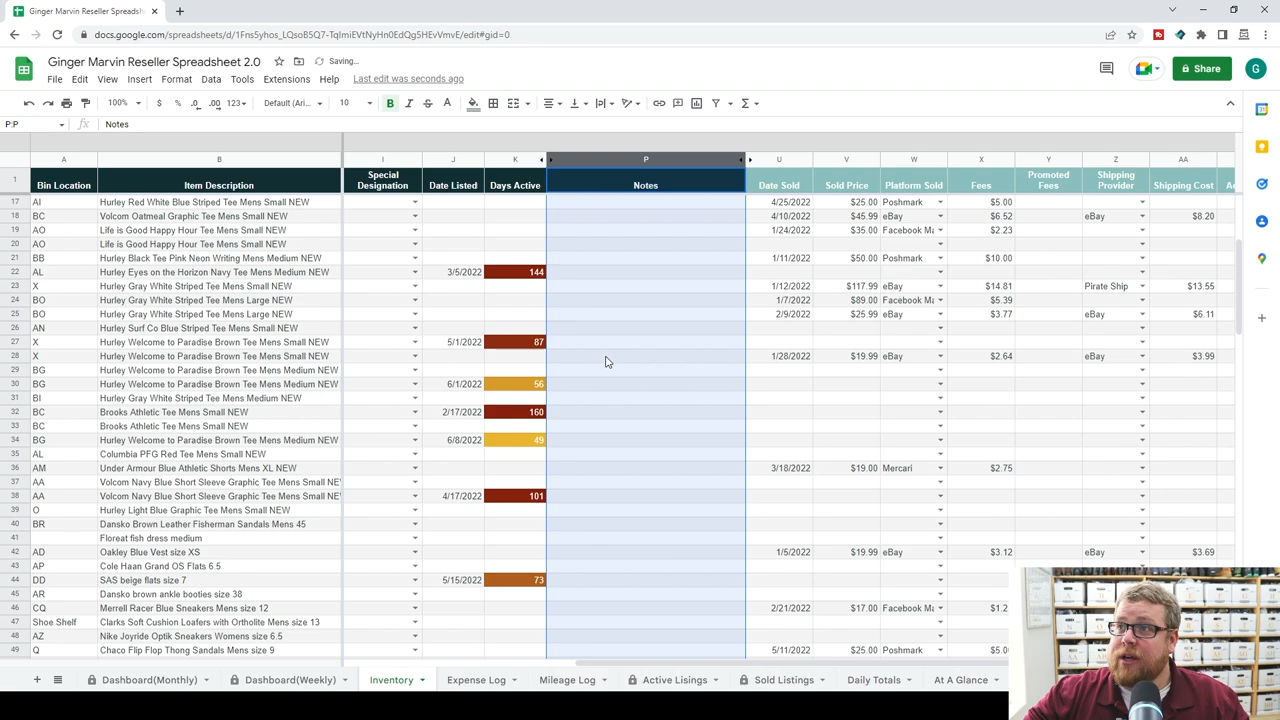 Ginger Marvin Reseller Spreadsheet
docs.google.com/spreadsheets/d/1Fns5yhos_LQsoB5Q7-TqImiEVtNyHn0EdQg5HEvVmvE/edit#gid=0
Ginger Marvin Reseller Spreadsheet 2.0 Saving...
File Edit View Insert Format Data Tools Extensions Help Last edit was seconds ago
Share G
100% $ % .0 .00 123 Default (Ari... 10 B I S A
P:P fx Notes
A B I J K P U V W X Y Z AA
1 Bin Location Item Description Special Designation Date Listed Days Active Notes Date Sold Sold Price Platform Sold Fees Promoted Fees Shipping Provider Shipping Cost
17 AI Hurley Red White Blue Striped Tee Mens Small NEW 4/25/2022 $25.00 Poshmark $5.00
18 BC Volcom Oatmeal Graphic Tee Mens Small NEW 4/10/2022 $45.99 eBay $6.52 eBay $8.20
19 AO Life is Good Happy Hour Tee Mens Small NEW 1/24/2022 $35.00 Facebook Ma $2.23
20 AO Life is Good Happy Hour Tee Mens Small NEW
21 BB Hurley Black Tee Pink Neon Writing Mens Medium NEW 1/11/2022 $50.00 Poshmark $10.00
22 AL Hurley Eyes on the Horizon Navy Tee Mens Medium NEW 3/5/2022 144
23 X Hurley Gray White Striped Tee Mens Small NEW 1/12/2022 $117.99 eBay $14.81 Pirate Ship $13.55
24 BO Hurley Gray White Striped Tee Mens Large NEW 1/7/2022 $89.00 Facebook Ma $5.39
25 BO Hurley Gray White Striped Tee Mens Large NEW 2/9/2022 $25.99 eBay $3.77 eBay $6.11
26 AN Hurley Surf Co Blue Striped Tee Mens Small NEW
27 X Hurley Welcome to Paradise Brown Tee Mens Small NEW 5/1/2022 87
28 X Hurley Welcome to Paradise Brown Tee Mens Small NEW 1/28/2022 $19.99 eBay $2.64 eBay $3.99
29 BG Hurley Welcome to Paradise Brown Tee Mens Medium NEW
30 BG Hurley Welcome to Paradise Brown Tee Mens Medium NEW 6/1/2022 56
31 BI Hurley Gray White Striped Tee Mens Medium NEW
32 BC Brooks Athletic Tee Mens Small NEW 2/17/2022 160
33 BC Brooks Athletic Tee Mens Small NEW
34 BG Hurley Welcome to Paradise Brown Tee Mens Medium NEW 6/8/2022 49
35 AL Columbia PFG Red Tee Mens Small NEW
36 AM Under Armour Blue Athletic Shorts Mens XL NEW 3/18/2022 $19.00 Mercari $2.75
37 AA Volcom Navy Blue Short Sleeve Graphic Tee Mens Small NE
38 AA Volcom Navy Blue Short Sleeve Graphic Tee Mens Small NE 4/17/2022 101
39 O Hurley Light Blue Graphic Tee Mens Small NEW
40 BR Dansko Brown Leather Fisherman Sandals Mens 45
41 Floreat fish dress medium
42 AD Oakley Blue Vest size XS 1/5/2022 $19.99 eBay $3.12 eBay $3.69
43 AP Cole Haan Grand OS Flats 6.5
44 DD SAS beige flats size 7 5/15/2022 73
45 AR Dansko brown ankle booties size 38
46 CQ Merrell Racer Blue Sneakers Mens size 12 2/21/2022 $17.00 Facebook Ma $1.2
47 Shoe Shelf Clarks Soft Cushion Loafers with Ortholite Mens size 13
48 AZ Nike Joyride Optik Sneakers Womens size 6.5
49 Q Chaco Flip Flop Thong Sandals Mens size 9 5/11/2022 $25.00 Poshmark $5.0
Dashboard(Monthly) Dashboard(Weekly) Inventory Expense Log Mileage Log Active Lisings Sold Listings Daily Totals At A Glance